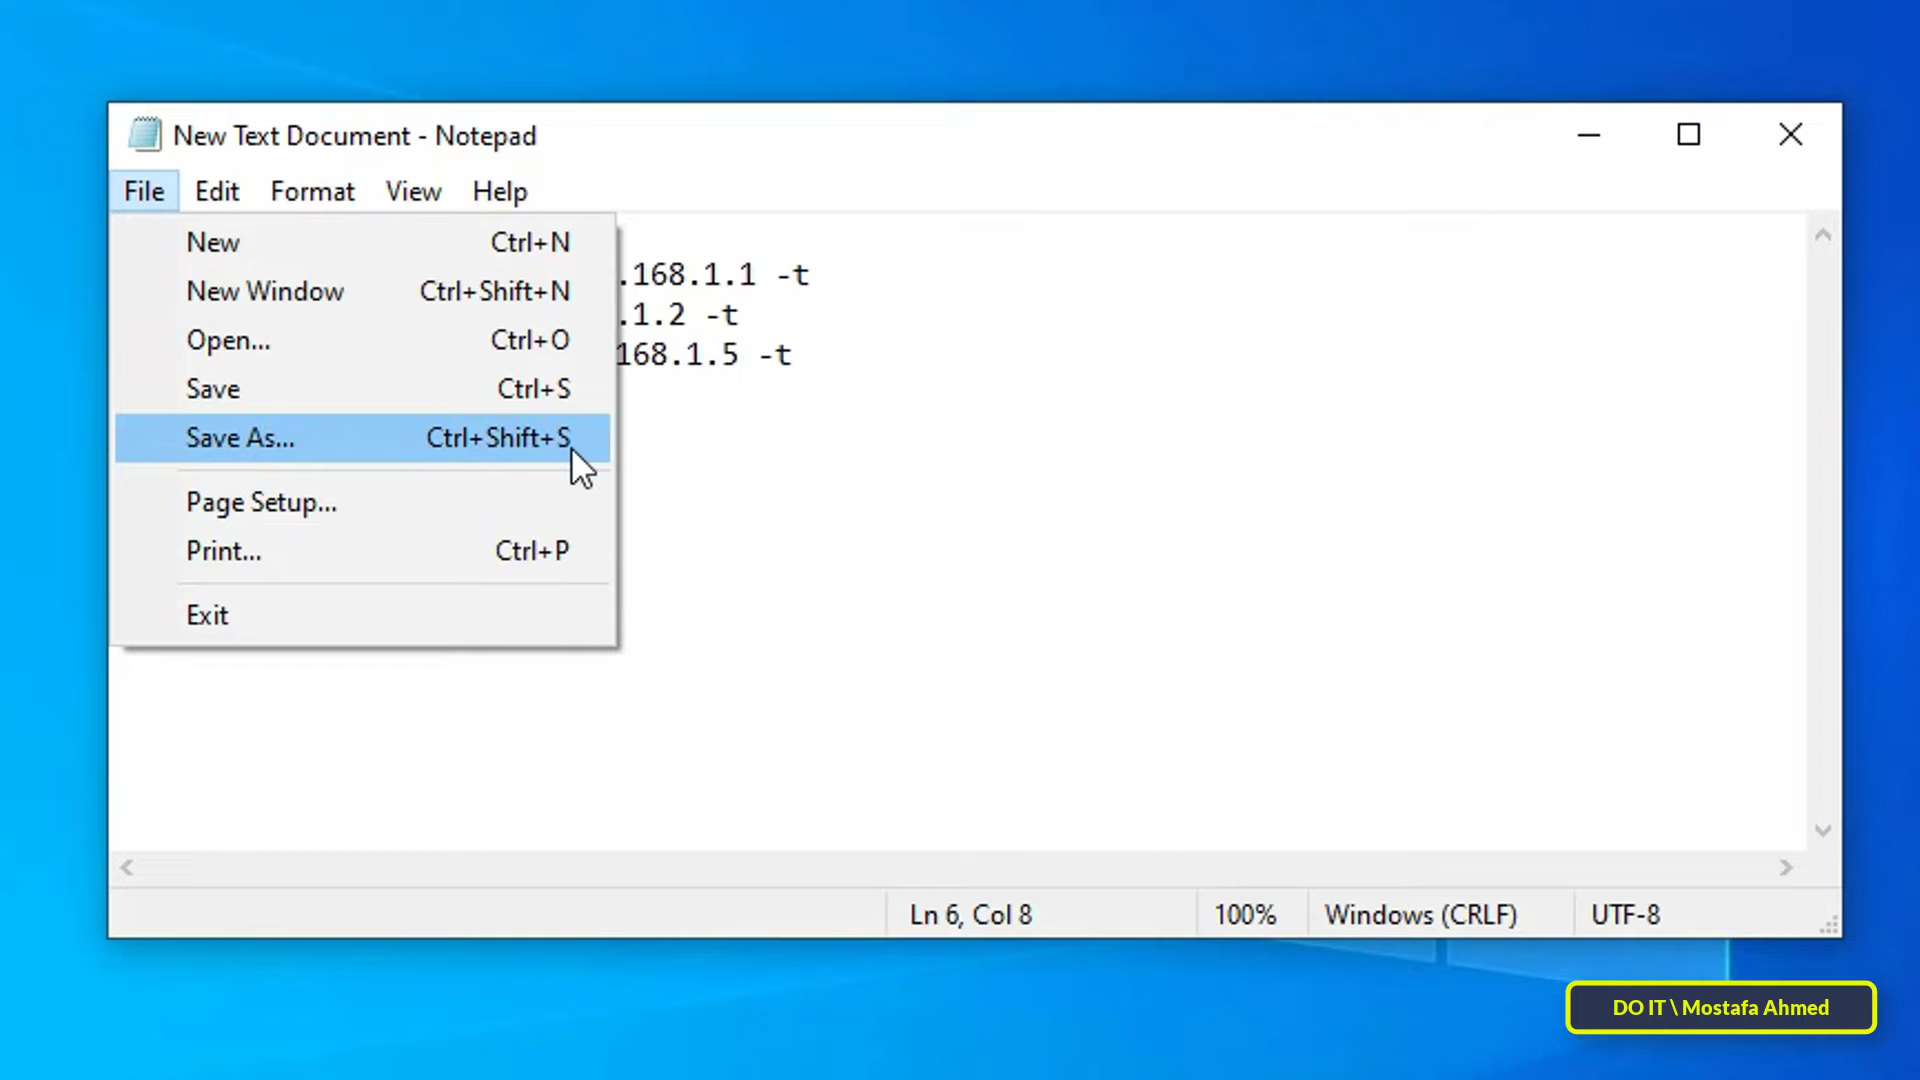 New Text Document - Notepad
File Edit Format View Help
New Ctrl+N
New Window Ctrl+Shift+N
Open... Ctrl+O
Save Ctrl+S
Save As... Ctrl+Shift+S
Page Setup...
Print... Ctrl+P
Exit
.168.1.1 -t
.1.2 -t
168.1.5 -t
Ln 6, Col 8 100% Windows (CRLF) UTF-8
DO IT \ Mostafa Ahmed